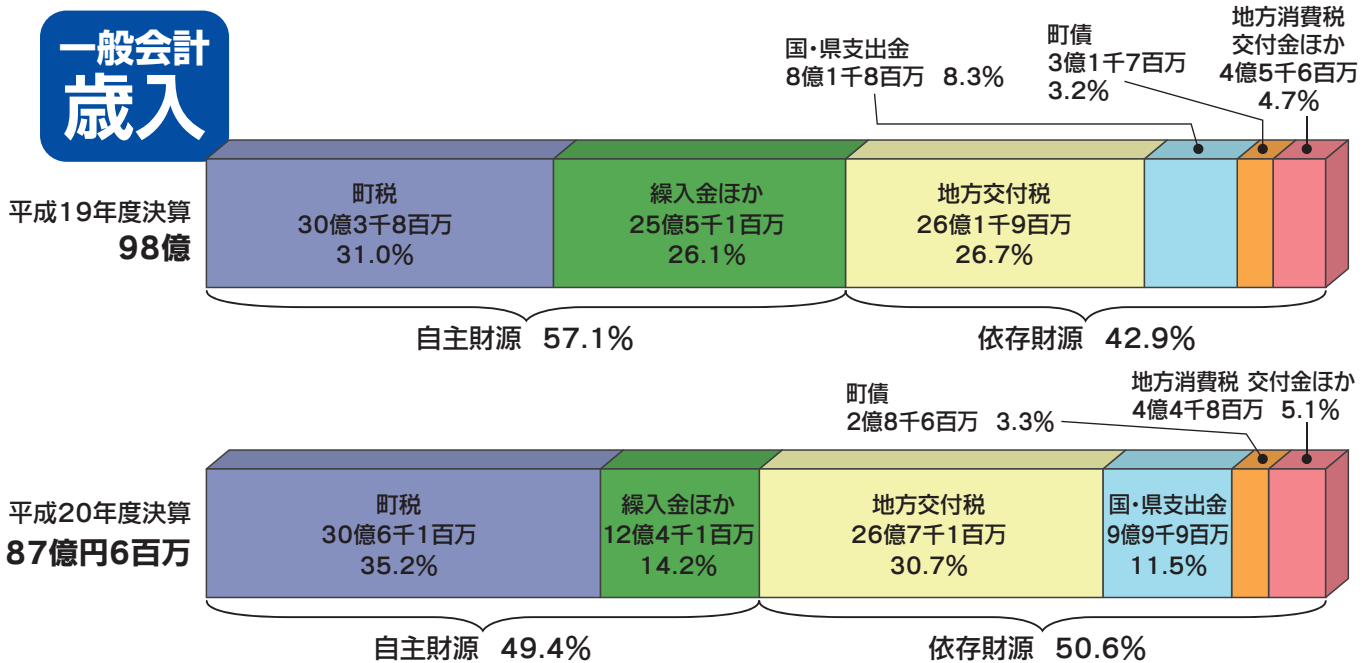 一般会計
歳入
国・県支出金
8億1千8百万 8.3%
町債
3億1千7百万
3.2%
地方消費税
交付金ほか
4億5千6百万
4.7%
平成19年度決算
98億
町税
30億3千8百万
31.0%
繰入金ほか
25億5千1百万
26.1%
地方交付税
26億1千9百万
26.7%
自主財源 57.1%
依存財源 42.9%
町債
2億8千6百万 3.3%
地方消費税 交付金ほか
4億4千8百万 5.1%
平成20年度決算
87億円6百万
町税
30億6千1百万
35.2%
繰入金ほか
12億4千1百万
14.2%
地方交付税
26億7千1百万
30.7%
国・県支出金
9億9千9百万
11.5%
自主財源 49.4%
依存財源 50.6%